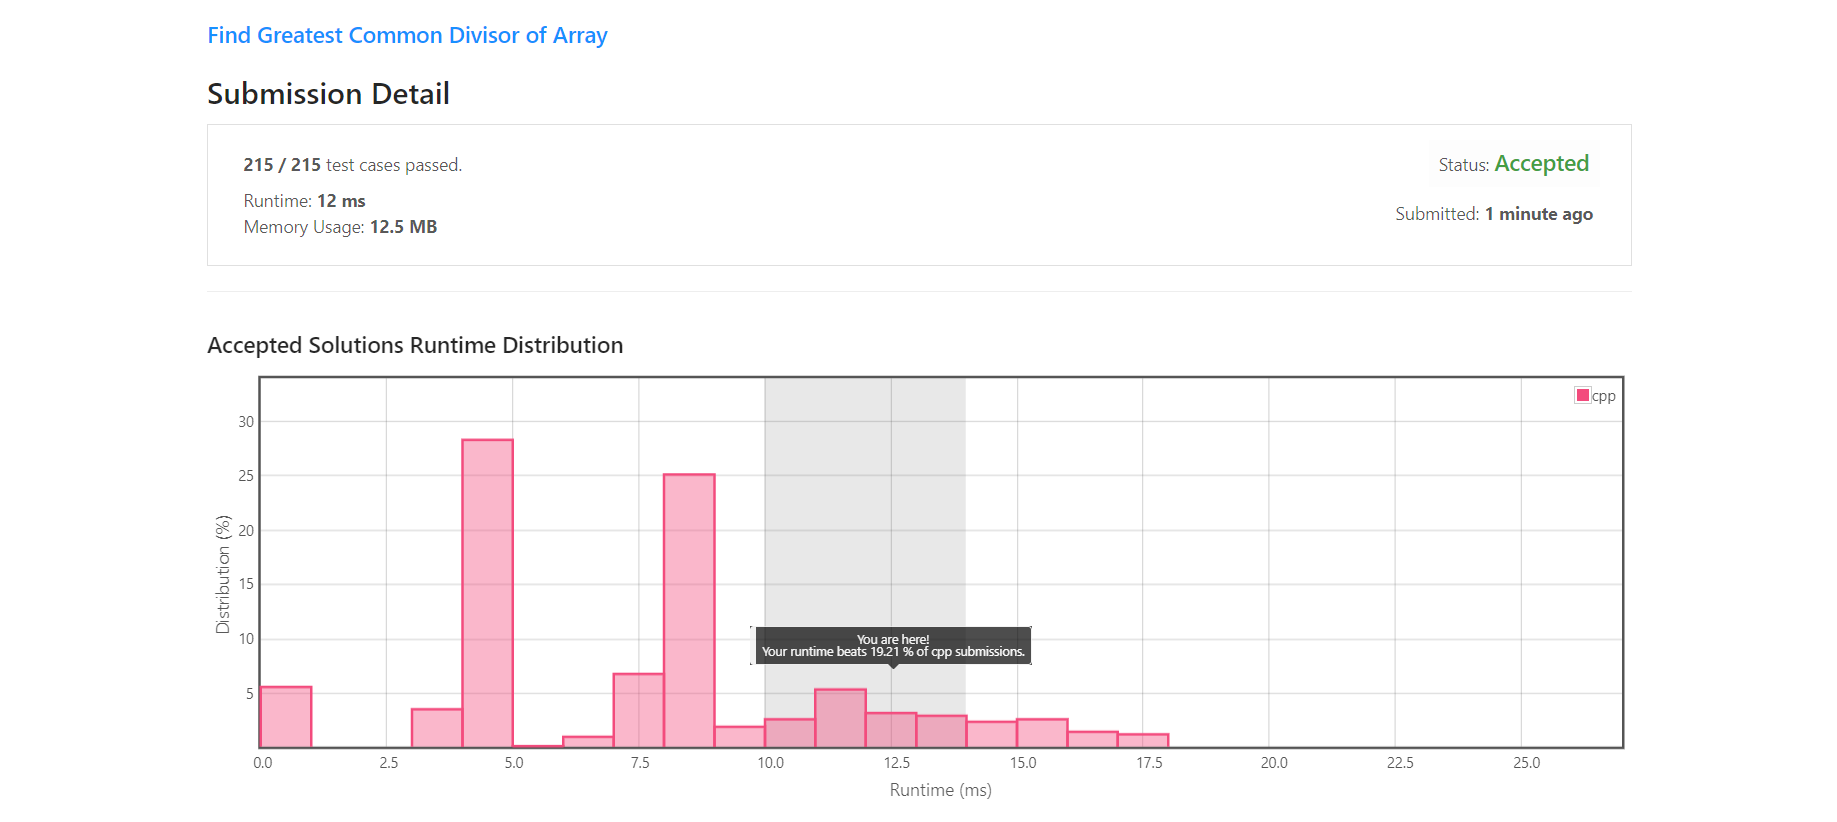 Find Greatest Common Divisor of Array
Submission Detail
215 / 215 test cases passed.
Status: Accepted
Runtime: 12 ms
Submitted: 1 minute ago
Memory Usage: 12.5 MB
Accepted Solutions Runtime Distribution
cpp
30
25
20
15
10
5
Distribution (%)
You are here!
Your runtime beats 19.21 % of cpp submissions.
0.0 2.5 5.0 7.5 10.0 12.5 15.0 17.5 20.0 22.5 25.0
Runtime (ms)